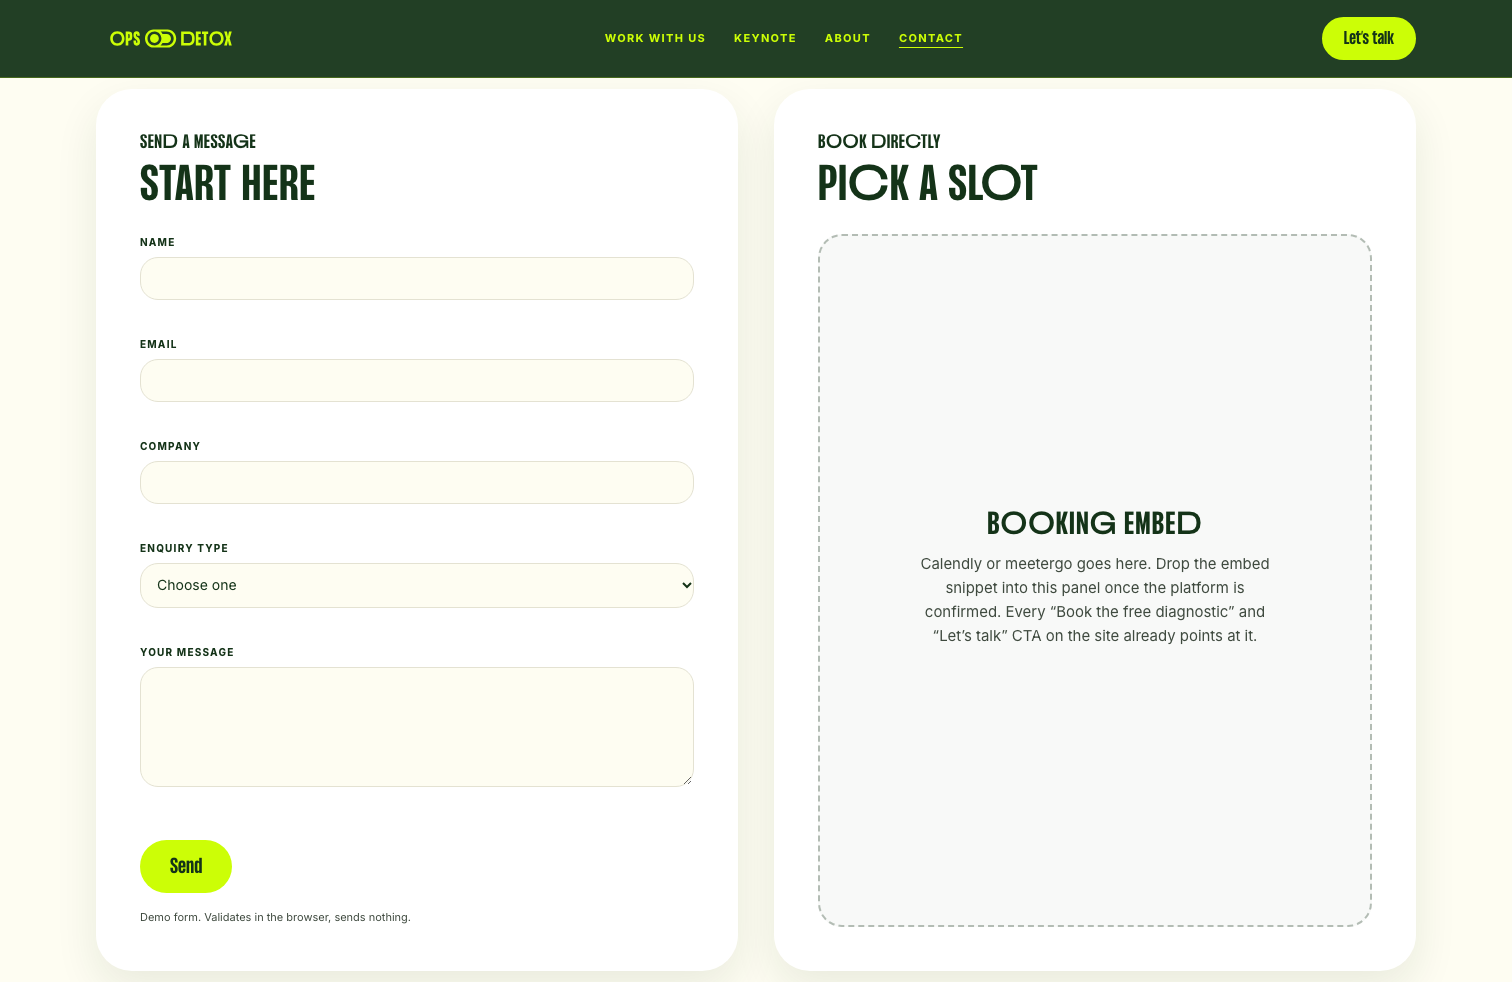 OPS DETOX
WORK WITH US
KEYNOTE
ABOUT
CONTACT
Let's talk
SEND A MESSAGE
START HERE
NAME
EMAIL
COMPANY
ENQUIRY TYPE
Choose one
YOUR MESSAGE
Send
Demo form. Validates in the browser, sends nothing.
BOOK DIRECTLY
PICK A SLOT
BOOKING EMBED
Calendly or meetergo goes here. Drop the embed
snippet into this panel once the platform is
confirmed. Every “Book the free diagnostic” and
“Let’s talk” CTA on the site already points at it.